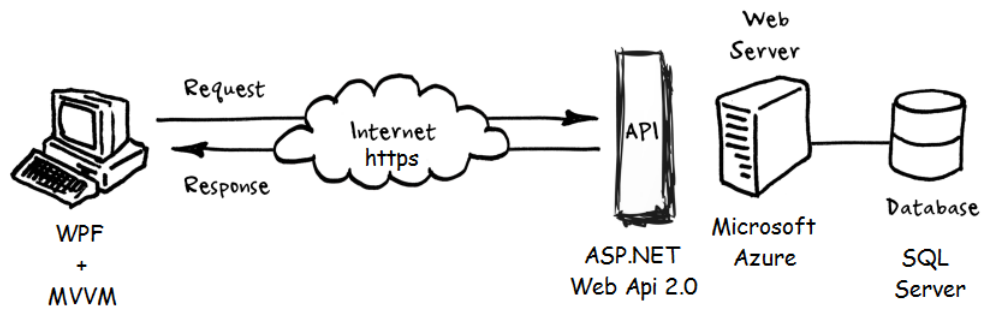 Web
Server
Request
Internet
https
API
Response
Database
WPF
+
MVVM
Microsoft
Azure
ASP.NET
Web Api 2.0
SQL
Server